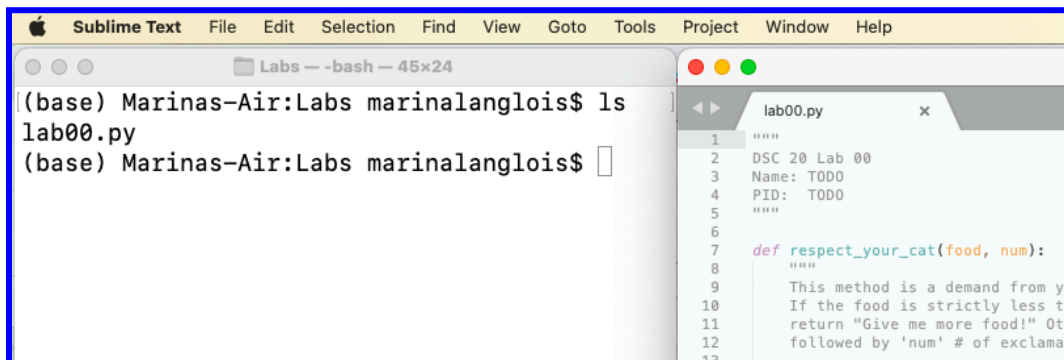 Sublime Text File Edit Selection Find View Goto Tools Project Window Help
Labs — -bash — 45×24
(base) Marinas-Air:Labs marinalanglois$ ls
lab00.py
(base) Marinas-Air:Labs marinalanglois$
lab00.py ×
1 """
2 DSC 20 Lab 00
3 Name: TODO
4 PID: TODO
5 """
6
7 def respect_your_cat(food, num):
8 """
9 This method is a demand from y
10 If the food is strictly less t
11 return "Give me more food!" Ot
12 followed by 'num' # of exclama